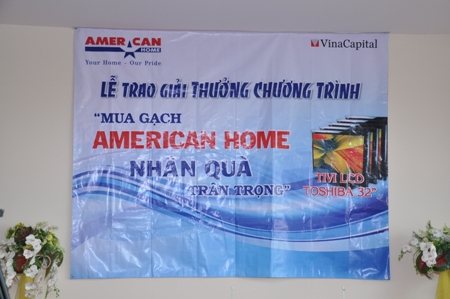 AMERICAN
HOME
Your Home - Our Pride
VinaCapital
LỄ TRAO GIẢI THƯỞNG CHƯƠNG TRÌNH
"MUA GẠCH
AMERICAN HOME
NHẬN QUÀ
TRÂN TRỌNG"
TIVI LCD
TOSHIBA 32"